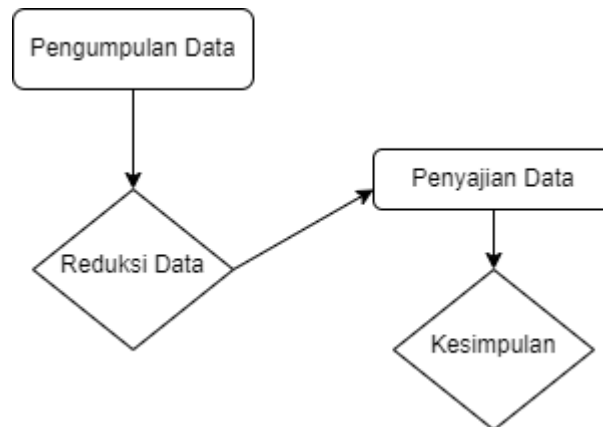 Pengumpulan Data
Reduksi Data
Penyajian Data
Kesimpulan